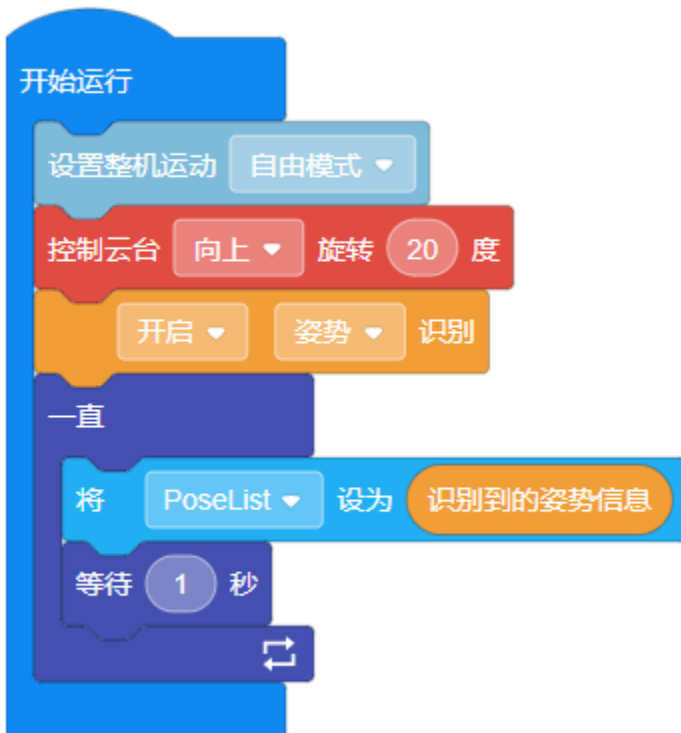 开始运行
设置整机运动 自由模式
控制云台 向上 旋转 20 度
开启 姿势 识别
一直
将 PoseList 设为 识别到的姿势信息
等待 1 秒